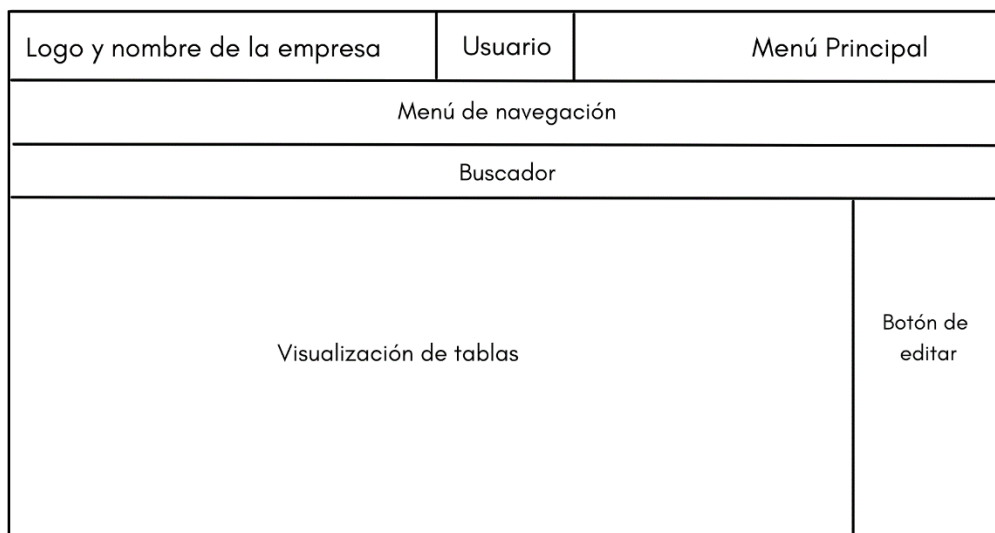 Logo y nombre de la empresa
Usuario
Menú Principal
Menú de navegación
Buscador
Visualización de tablas
Botón de
editar